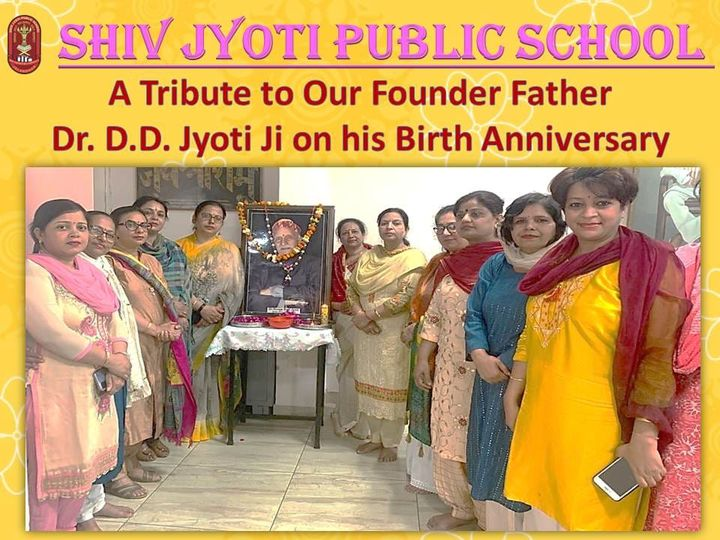 SHIV JYOTI PUBLIC SCHOOL
A Tribute to Our Founder Father
Dr. D.D. Jyoti Ji on his Birth Anniversary